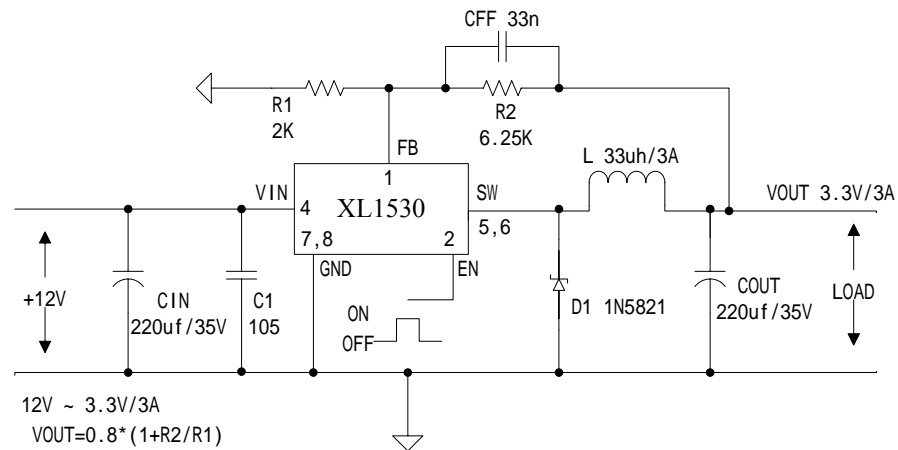 CFF 33n
R1
2K
R2
6.25K
FB
1
L 33uh/3A
VIN
4
XL1530
SW
5,6
VOUT 3.3V/3A
7,8
2
GND
EN
+12V
CIN
220uf/35V
C1
105
ON
OFF
D1 1N5821
COUT
220uf/35V
LOAD
12V ~ 3.3V/3A
VOUT=0.8*(1+R2/R1)